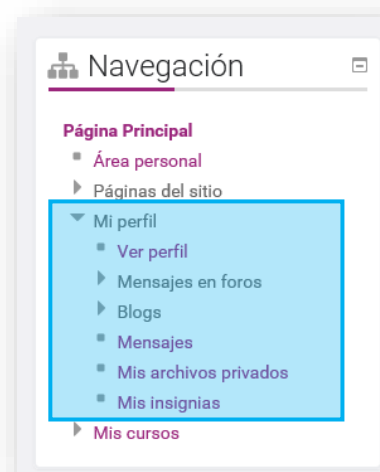 Navegación
Página Principal
Área personal
Páginas del sitio
Mi perfil
Ver perfil
Mensajes en foros
Blogs
Mensajes
Mis archivos privados
Mis insignias
Mis cursos